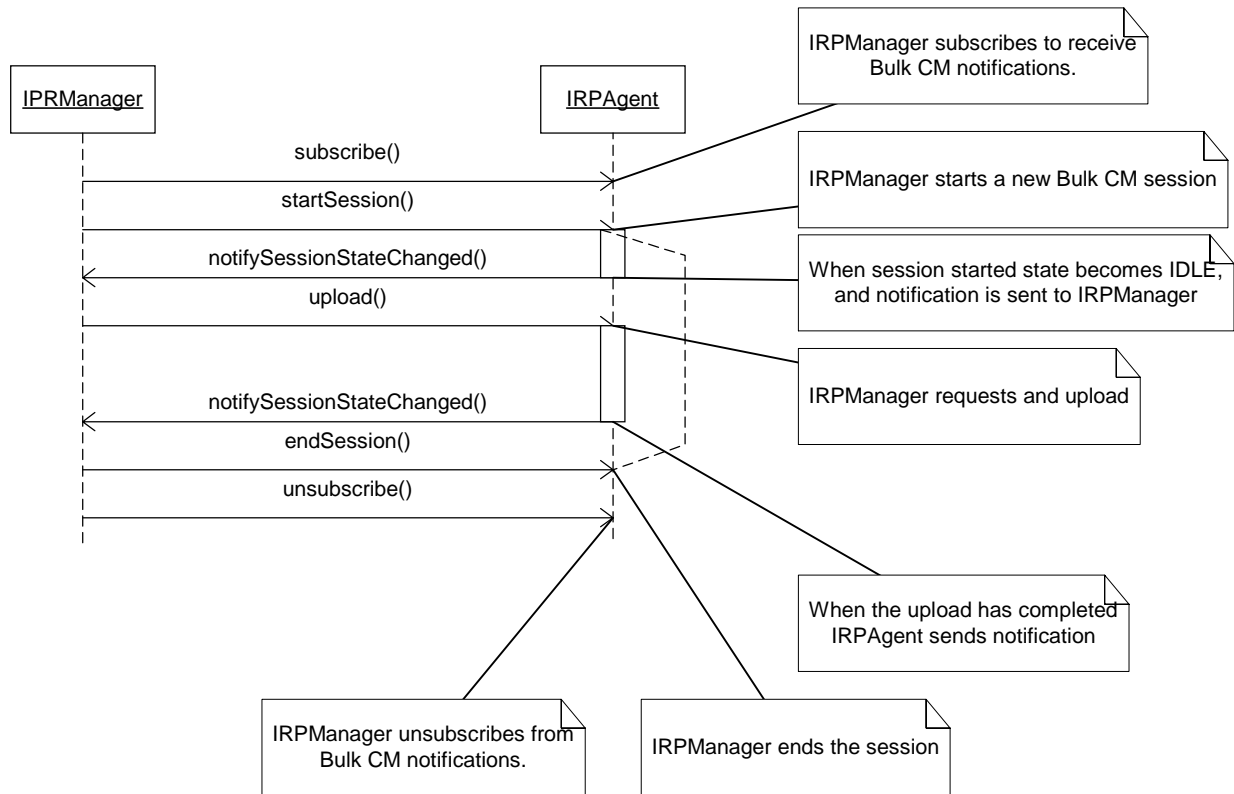 IRPManager subscribes to receive
Bulk CM notifications.
IPRManager
IRPAgent
subscribe()
IRPManager starts a new Bulk CM session
startSession()
notifySessionStateChanged()
When session started state becomes IDLE,
and notification is sent to IRPManager
upload()
IRPManager requests and upload
notifySessionStateChanged()
endSession()
unsubscribe()
When the upload has completed
IRPAgent sends notification
IRPManager unsubscribes from
Bulk CM notifications.
IRPManager ends the session